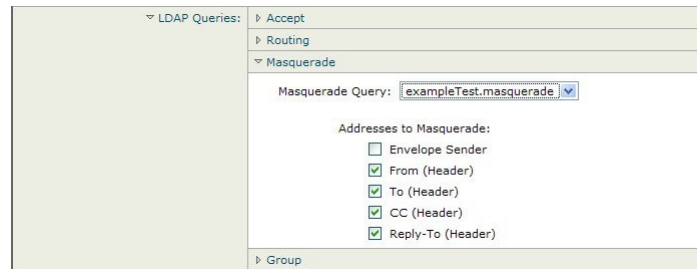 LDAP Queries:
Accept
Routing
Masquerade
Masquerade Query: exampleTest.masquerade
Addresses to Masquerade:
Envelope Sender
From (Header)
To (Header)
CC (Header)
Reply-To (Header)
Group